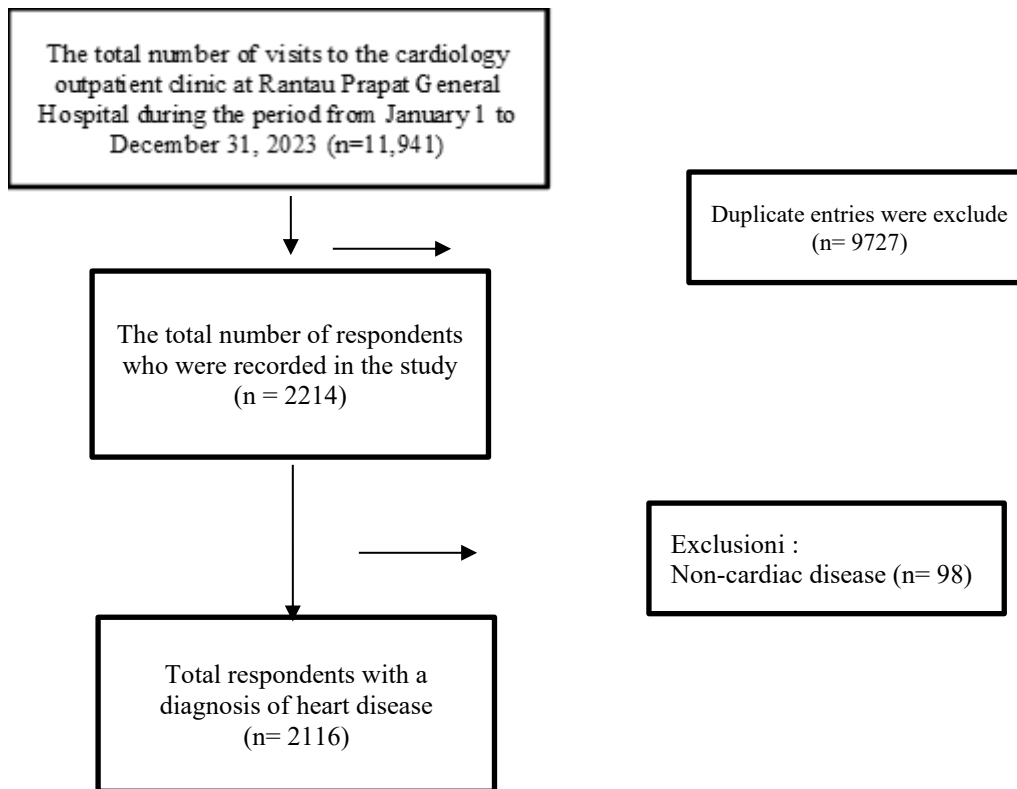 The total number of visits to the cardiology
outpatient clinic at Rantau Prapat General
Hospital during the period from January 1 to
December 31, 2023 (n=11,941)
Duplicate entries were exclude
(n= 9727)
The total number of respondents
who were recorded in the study
(n = 2214)
Exclusioni :
Non-cardiac disease (n= 98)
Total respondents with a
diagnosis of heart disease
(n= 2116)